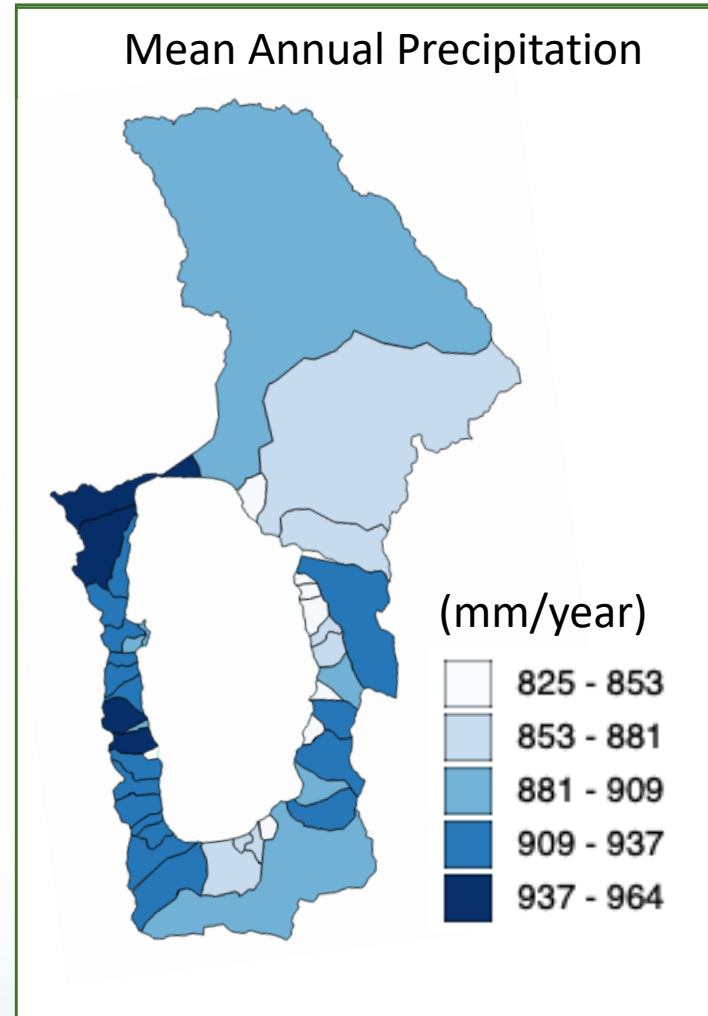 Mean Annual Precipitation
(mm/year)
825 - 853
853 - 881
881 - 909
909 - 937
937 - 964